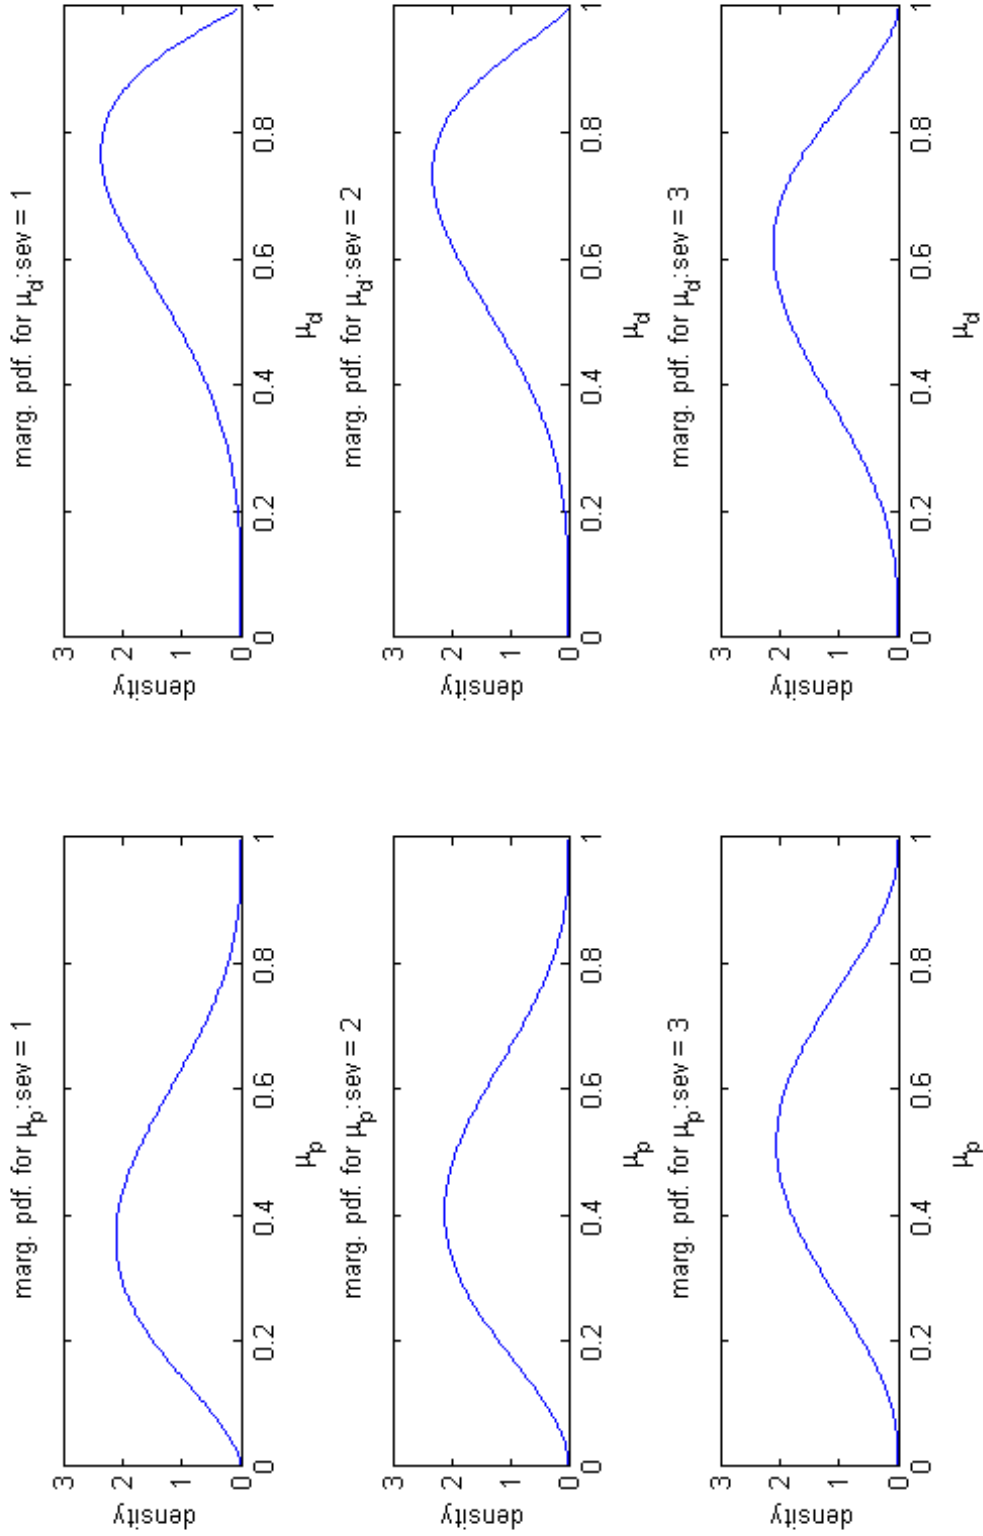 marg. pdf. for μp:sev = 1
3
2
1
0
density
0 0.2 0.4 0.6 0.8 1
μp
marg. pdf. for μd:sev = 1
3
2
1
0
density
0 0.2 0.4 0.6 0.8 1
μd
marg. pdf. for μp:sev = 2
3
2
1
0
density
0 0.2 0.4 0.6 0.8 1
μp
marg. pdf. for μd:sev = 2
3
2
1
0
density
0 0.2 0.4 0.6 0.8 1
μd
marg. pdf. for μp:sev = 3
3
2
1
0
density
0 0.2 0.4 0.6 0.8 1
μp
marg. pdf. for μd:sev = 3
3
2
1
0
density
0 0.2 0.4 0.6 0.8 1
μd